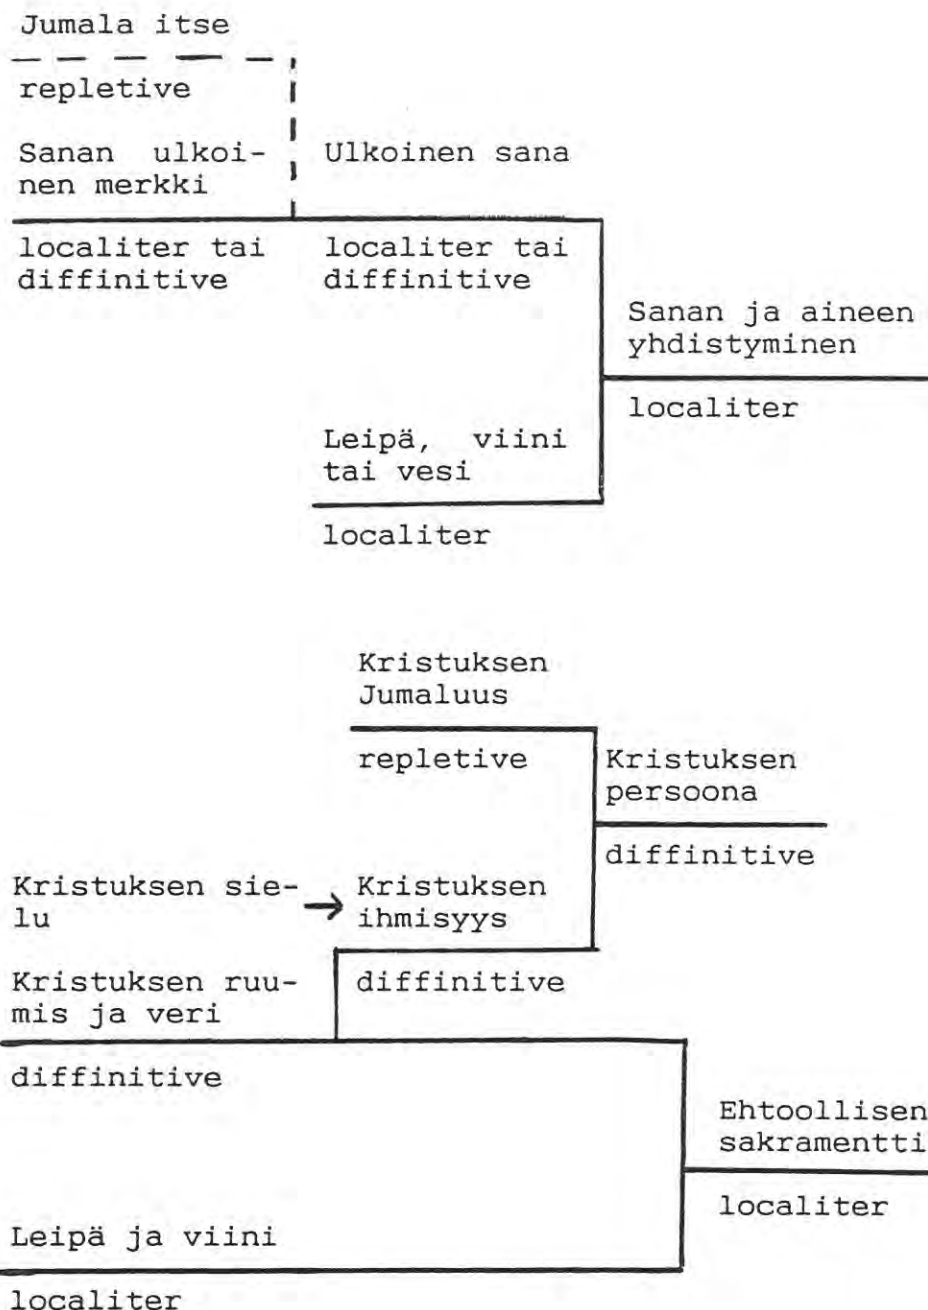 Jumala itse
repletive
Sanan ulkoi-
nen merkki
Ulkoinen sana
localiter tai
diffinitive
localiter tai
diffinitive
Sanan ja aineen
yhdistyminen
localiter
Leipä, viini
tai vesi
localiter
Kristuksen
Jumaluus
repletive
Kristuksen
persoona
diffinitive
Kristuksen sie-
lu
Kristuksen
ihmisyys
Kristuksen ruu-
mis ja veri
diffinitive
diffinitive
Ehtoollisen
sakramentti
localiter
Leipä ja viini
localiter